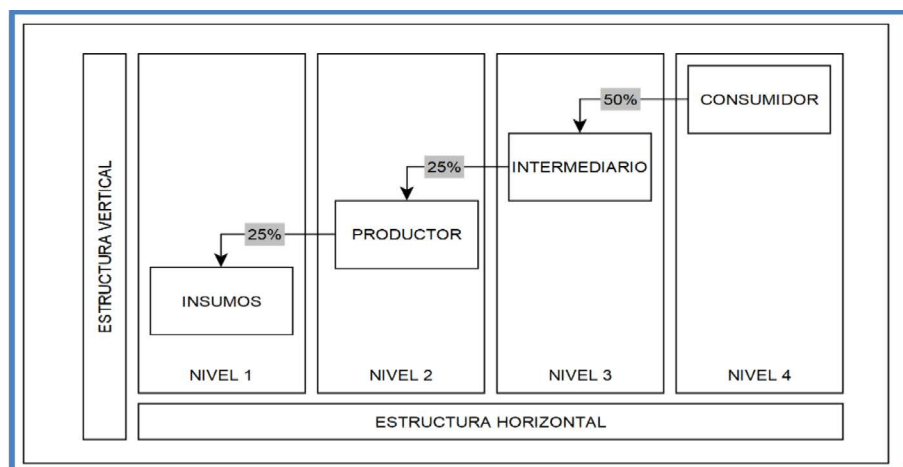 ESTRUCTURA VERTICAL
CONSUMIDOR
50%
INTERMEDIARIO
25%
PRODUCTOR
25%
INSUMOS
NIVEL 1
NIVEL 2
NIVEL 3
NIVEL 4
ESTRUCTURA HORIZONTAL